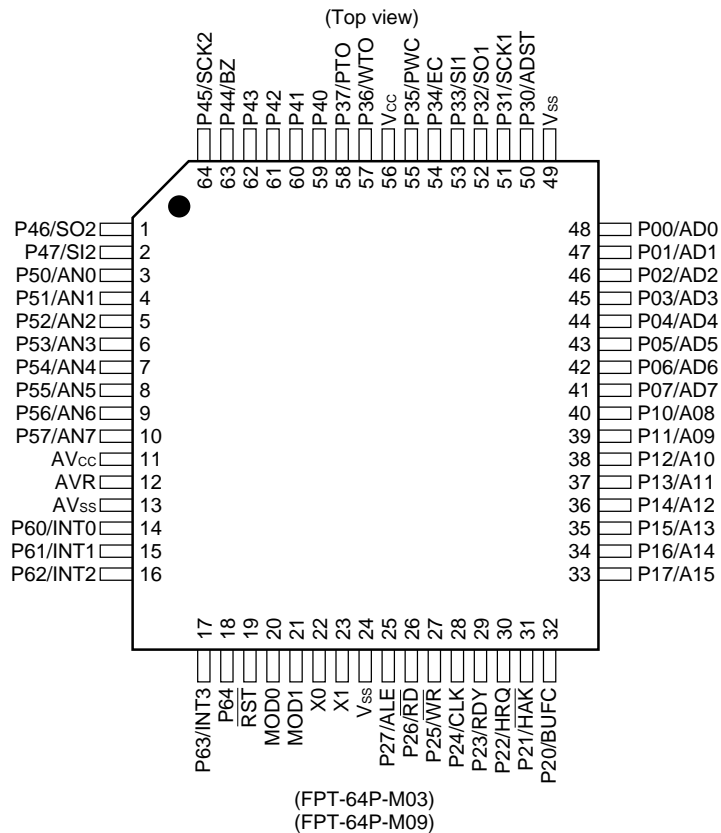 (Top view)
P45/SCK2
P44/BZ
P43
P42
P41
P40
P37/PTO
P36/WTO
Vcc
P35/PWC
P34/EC
P33/SI1
P32/SO1
P31/SCK1
P30/ADST
Vss
64
63
62
61
60
59
58
57
56
55
54
53
52
51
50
49
P46/SO2 1
P47/SI2 2
P50/AN0 3
P51/AN1 4
P52/AN2 5
P53/AN3 6
P54/AN4 7
P55/AN5 8
P56/AN6 9
P57/AN7 10
AVcc 11
AVR 12
AVss 13
P60/INT0 14
P61/INT1 15
P62/INT2 16
48 P00/AD0
47 P01/AD1
46 P02/AD2
45 P03/AD3
44 P04/AD4
43 P05/AD5
42 P06/AD6
41 P07/AD7
40 P10/A08
39 P11/A09
38 P12/A10
37 P13/A11
36 P14/A12
35 P15/A13
34 P16/A14
33 P17/A15
17
18
19
20
21
22
23
24
25
26
27
28
29
30
31
32
P63/INT3
P64
RST
MOD0
MOD1
X0
X1
Vss
P27/ALE
P26/RD
P25/WR
P24/CLK
P23/RDY
P22/HRQ
P21/HAK
P20/BUFC
(FPT-64P-M03)
(FPT-64P-M09)